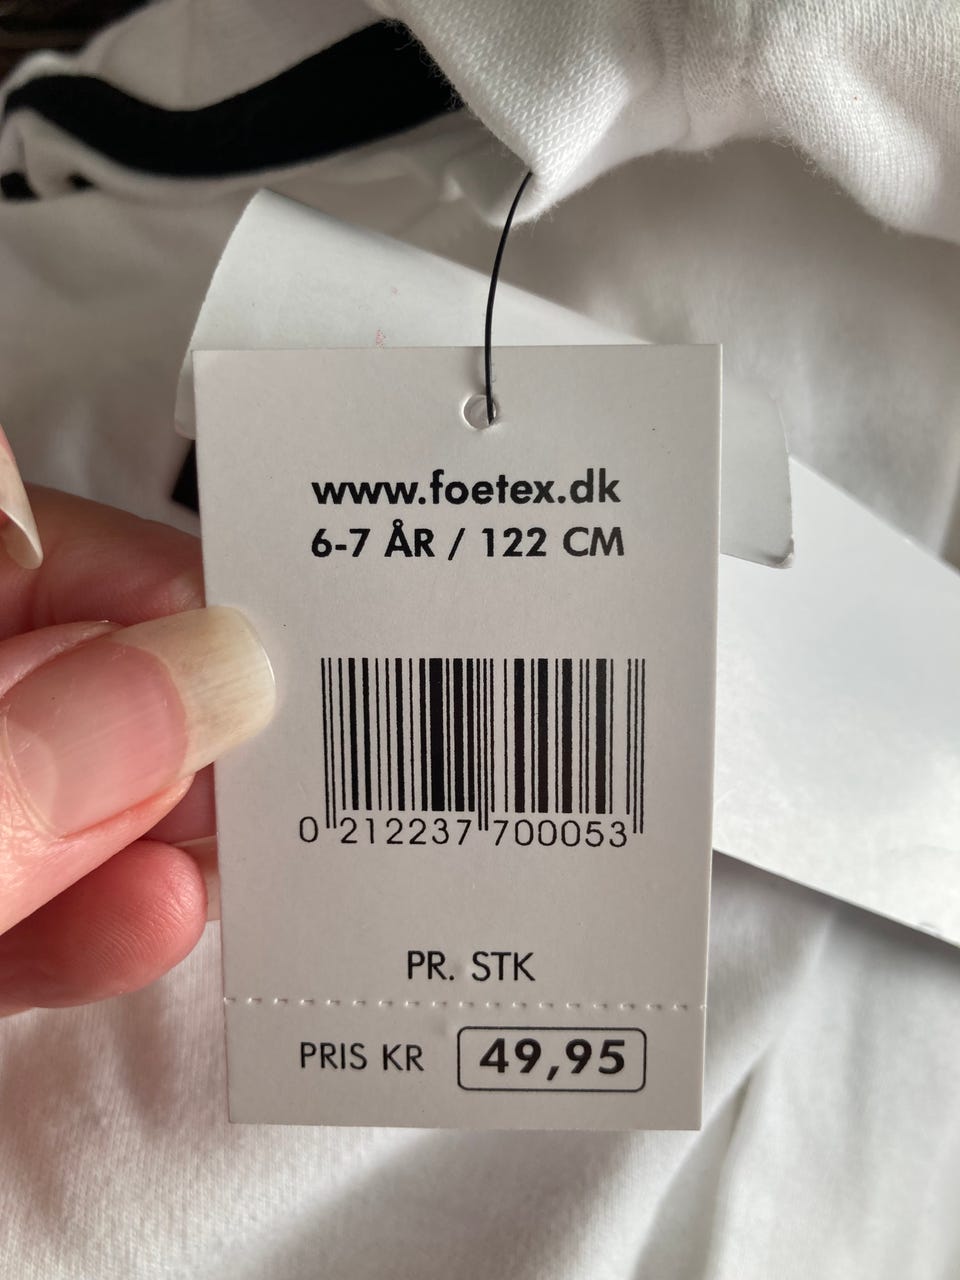 www.foetex.dk
6-7 ÅR / 122 CM
0 212237 700053
PR. STK
PRIS KR 49,95